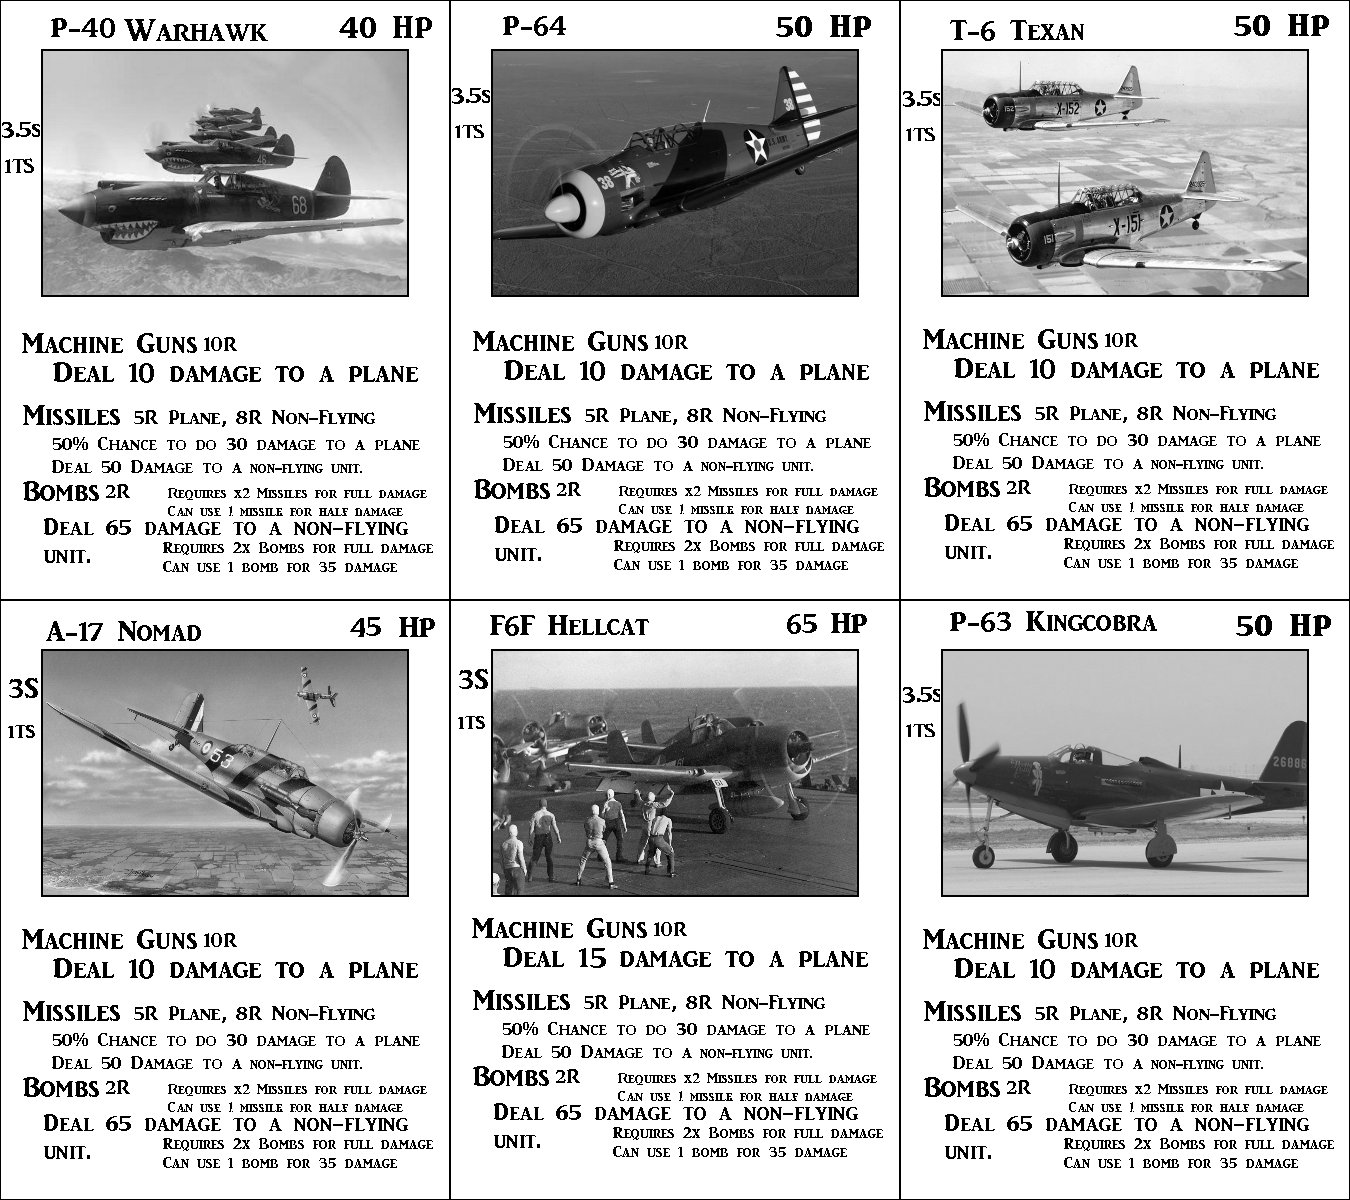 P-40 Warhawk 40 HP
3.5s
1TS
68
46
Machine Guns 10R
Deal 10 damage to a plane
Missiles 5R Plane, 8R Non-Flying
50% Chance to do 30 damage to a plane
Deal 50 Damage to a non-flying unit.
Bombs 2R Requires x2 Missiles for full damage
Can use 1 missile for half damage
Deal 65 damage to a non-flying
unit. Requires 2x Bombs for full damage
Can use 1 bomb for 35 damage
P-64 50 HP
3.5s
1TS
38
38
U.S. ARMY
Machine Guns 10R
Deal 10 damage to a plane
Missiles 5R Plane, 8R Non-Flying
50% Chance to do 30 damage to a plane
Deal 50 Damage to a non-flying unit.
Bombs 2R Requires x2 Missiles for full damage
Can use 1 missile for half damage
Deal 65 damage to a non-flying
unit. Requires 2x Bombs for full damage
Can use 1 bomb for 35 damage
T-6 Texan 50 HP
3.5s
1TS
152
X-152
151
X-151
Machine Guns 10R
Deal 10 damage to a plane
Missiles 5R Plane, 8R Non-Flying
50% Chance to do 30 damage to a plane
Deal 50 Damage to a non-flying unit.
Bombs 2R Requires x2 Missiles for full damage
Can use 1 missile for half damage
Deal 65 damage to a non-flying
unit. Requires 2x Bombs for full damage
Can use 1 bomb for 35 damage
A-17 Nomad 45 HP
3S
1TS
63
Machine Guns 10R
Deal 10 damage to a plane
Missiles 5R Plane, 8R Non-Flying
50% Chance to do 30 damage to a plane
Deal 50 Damage to a non-flying unit.
Bombs 2R Requires x2 Missiles for full damage
Can use 1 missile for half damage
Deal 65 damage to a non-flying
unit. Requires 2x Bombs for full damage
Can use 1 bomb for 35 damage
F6F Hellcat 65 HP
3S
1TS
Machine Guns 10R
Deal 15 damage to a plane
Missiles 5R Plane, 8R Non-Flying
50% Chance to do 30 damage to a plane
Deal 50 Damage to a non-flying unit.
Bombs 2R Requires x2 Missiles for full damage
Can use 1 missile for half damage
Deal 65 damage to a non-flying
unit. Requires 2x Bombs for full damage
Can use 1 bomb for 35 damage
P-63 Kingcobra 50 HP
3.5s
1TS
26886
Machine Guns 10R
Deal 10 damage to a plane
Missiles 5R Plane, 8R Non-Flying
50% Chance to do 30 damage to a plane
Deal 50 Damage to a non-flying unit.
Bombs 2R Requires x2 Missiles for full damage
Can use 1 missile for half damage
Deal 65 damage to a non-flying
unit. Requires 2x Bombs for full damage
Can use 1 bomb for 35 damage